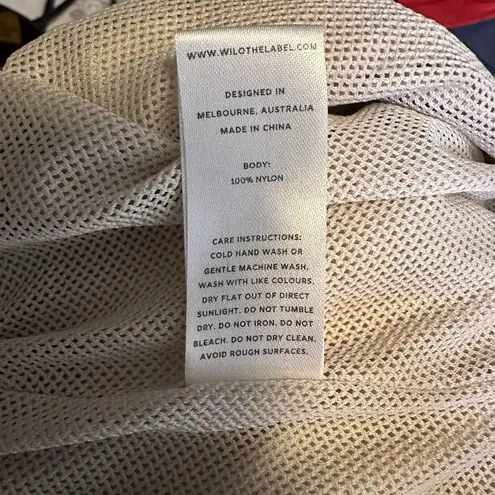 WWW.WILOTHELABEL.COM
DESIGNED IN
MELBOURNE, AUSTRALIA
MADE IN CHINA
BODY:
100% NYLON
CARE INSTRUCTIONS:
COLD HAND WASH OR
GENTLE MACHINE WASH.
WASH WITH LIKE COLOURS.
DRY FLAT OUT OF DIRECT
SUNLIGHT. DO NOT TUMBLE
DRY. DO NOT IRON. DO NOT
BLEACH. DO NOT DRY CLEAN.
AVOID ROUGH SURFACES.